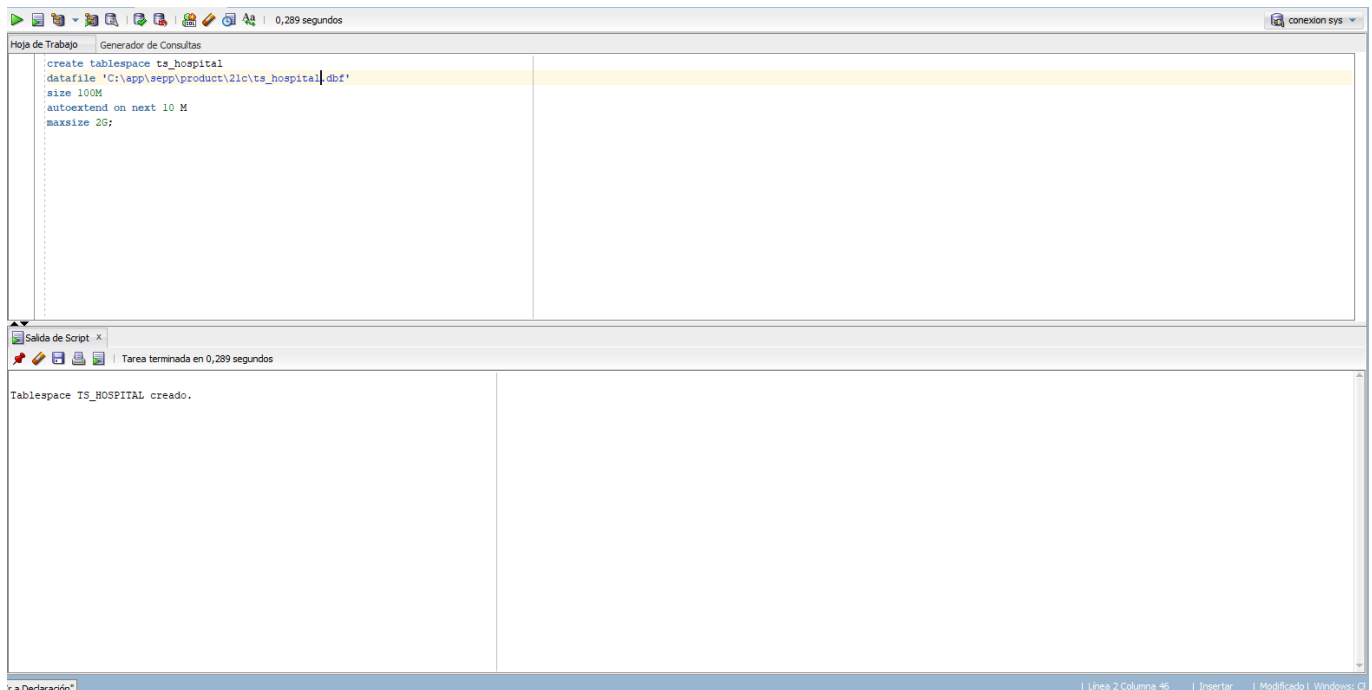 0,289 segundos
conexion sys
Hoja de Trabajo Generador de Consultas
create tablespace ts_hospital
datafile 'C:\app\sepp\product\21c\ts_hospital.dbf'
size 100M
autoextend on next 10 M
maxsize 2G;
Salida de Script x
Tarea terminada en 0,289 segundos
Tablespace TS_HOSPITAL creado.
a Declaración"
| Línea 2 Columna 46 | Insertar | Modificado | Windows: